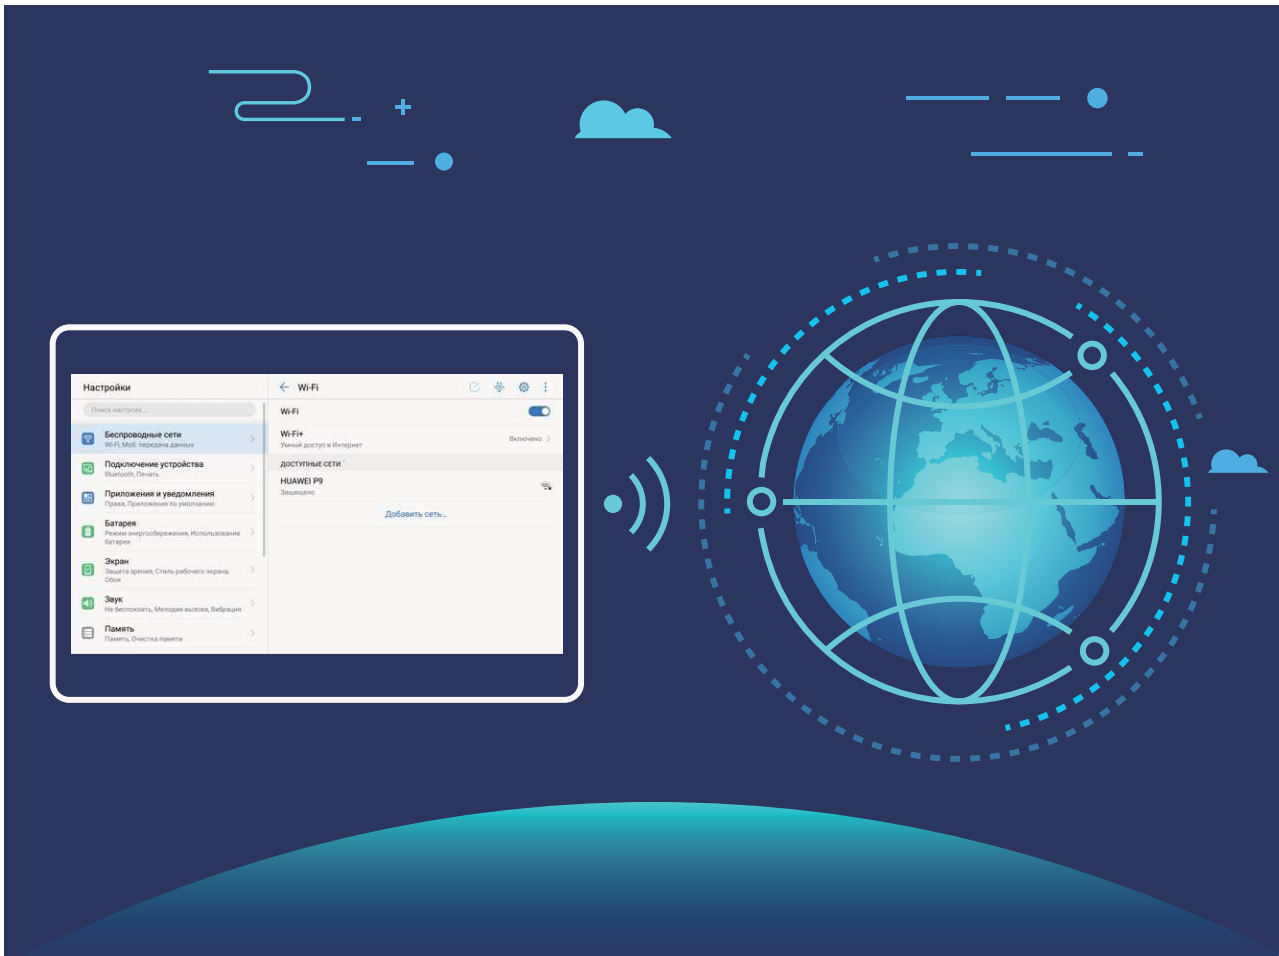 Настройки
Поиск настроек...
Беспроводные сети
Wi-Fi, Моб. передача данных
Подключение устройства
Bluetooth, Печать
Приложения и уведомления
Права, Приложения по умолчанию
Батарея
Режим энергосбережения, Использование
батареи
Экран
Защита зрения, Стиль рабочего экрана,
Обои
Звук
Не беспокоить, Мелодия вызова, Вибрация
Память
Память, Очистка памяти
Wi-Fi
Wi-Fi
Wi-Fi+
Умный доступ в Интернет
Включено
ДОСТУПНЫЕ СЕТИ
HUAWEI P9
Защищено
Добавить сеть...